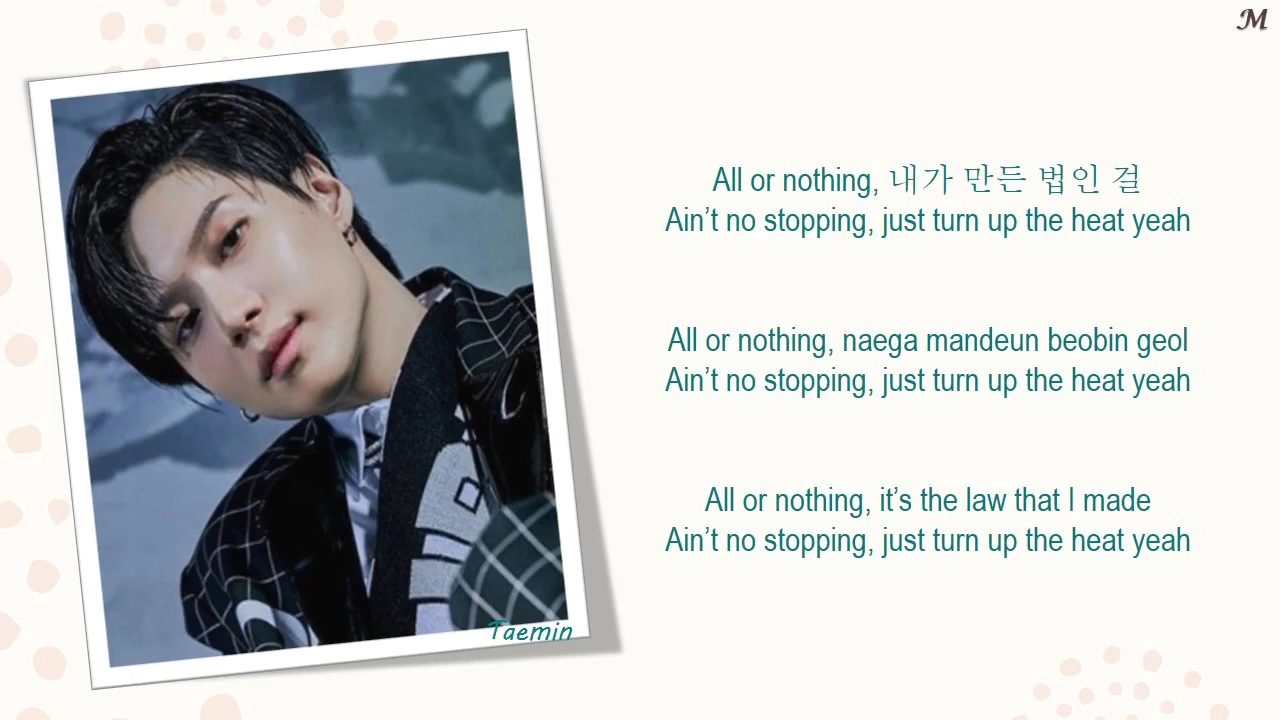 M
All or nothing, 내가 만든 법인 걸
Ain’t no stopping, just turn up the heat yeah
All or nothing, naega mandeun beobin geol
Ain’t no stopping, just turn up the heat yeah
All or nothing, it’s the law that I made
Ain’t no stopping, just turn up the heat yeah
Taemin